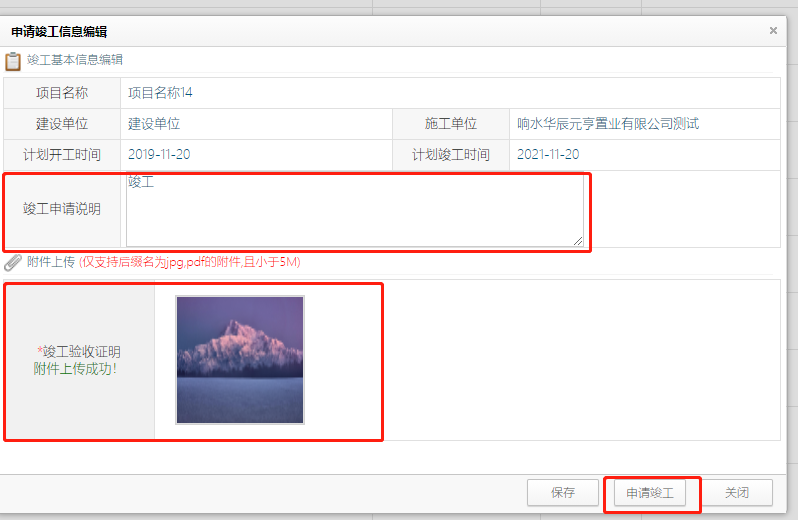 申请竣工信息编辑
×
竣工基本信息编辑
项目名称 项目名称14
建设单位 建设单位 施工单位 响水华辰元亨置业有限公司测试
计划开工时间 2019-11-20 计划竣工时间 2021-11-20
竣工申请说明 竣工
附件上传 (仅支持后缀名为jpg,pdf的附件,且小于5M)
*竣工验收证明
附件上传成功!
保存 申请竣工 关闭